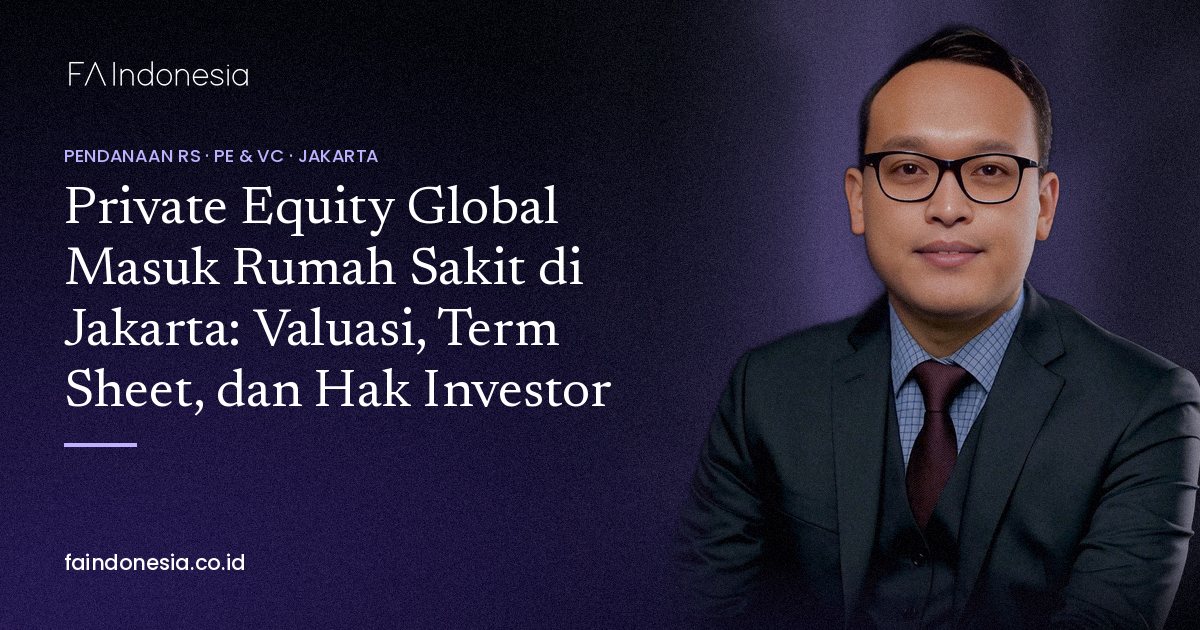 FA Indonesia
PENDANAAN RS · PE & VC · JAKARTA
Private Equity Global
Masuk Rumah Sakit di
Jakarta: Valuasi, Term
Sheet, dan Hak Investor
faindonesia.co.id